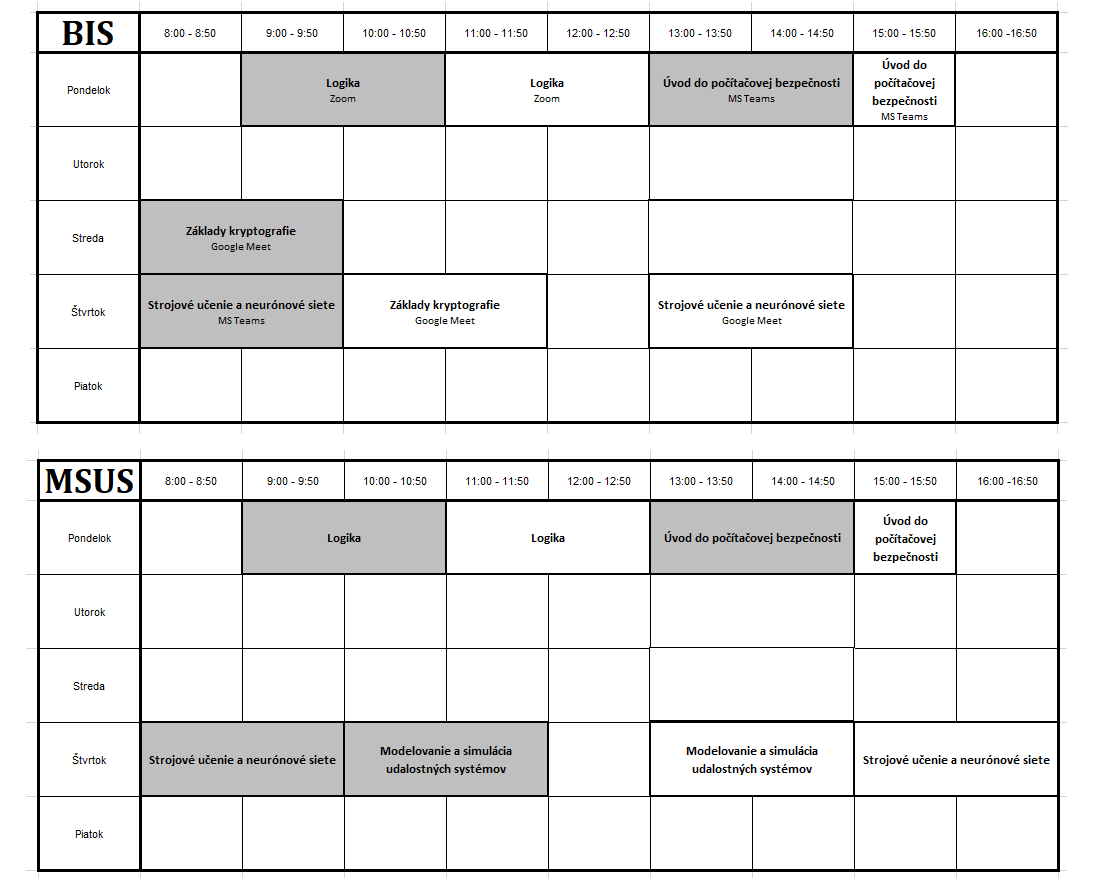 BIS 8:00 - 8:50 9:00 - 9:50 10:00 - 10:50 11:00 - 11:50 12:00 - 12:50 13:00 - 13:50 14:00 - 14:50 15:00 - 15:50 16:00 -16:50
Pondelok
Logika
Zoom
Logika
Zoom
Úvod do počítačovej bezpečnosti
MS Teams
Úvod do
počítačovej
bezpečnosti
MS Teams
Utorok
Streda
Základy kryptografie
Google Meet
Štvrtok
Strojové učenie a neurónové siete
MS Teams
Základy kryptografie
Google Meet
Strojové učenie a neurónové siete
Google Meet
Piatok
MSUS 8:00 - 8:50 9:00 - 9:50 10:00 - 10:50 11:00 - 11:50 12:00 - 12:50 13:00 - 13:50 14:00 - 14:50 15:00 - 15:50 16:00 -16:50
Pondelok
Logika
Logika
Úvod do počítačovej bezpečnosti
Úvod do
počítačovej
bezpečnosti
Utorok
Streda
Štvrtok
Strojové učenie a neurónové siete
Modelovanie a simulácia
udalostných systémov
Modelovanie a simulácia
udalostných systémov
Strojové učenie a neurónové siete
Piatok